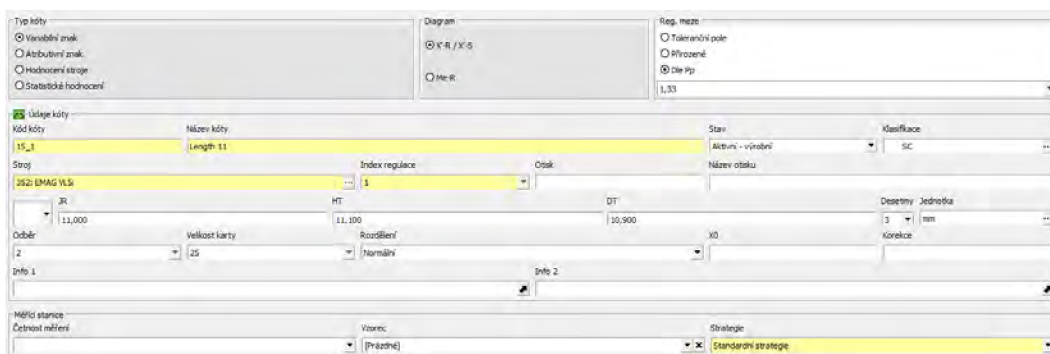 Typ kóty
Variabilní znak
Atributivní znak
Hodnocení stroje
Statistické hodnocení
Diagram
X'-R / X'-S
Me-R
Reg. meze
Toleranční pole
Přirozené
Dle Pp
1,33
Údaje kóty
Kód kóty Název kóty Stav Klasifikace
15_1 Length 11 Aktivní - výrobní SC ...
Stroj Index regulace Otisk Název otisku
352: EMAG VLSi ... 1
JR HT DT Desetiny Jednotka
11,000 11,100 10,900 3 mm ...
Odběr Velikost karty Rozdělení X0 Korekce
2 25 Normální
Info 1 Info 2
Měřící stanice
Četnost měření Vzorec Strategie
[Prázdné] Standardní strategie